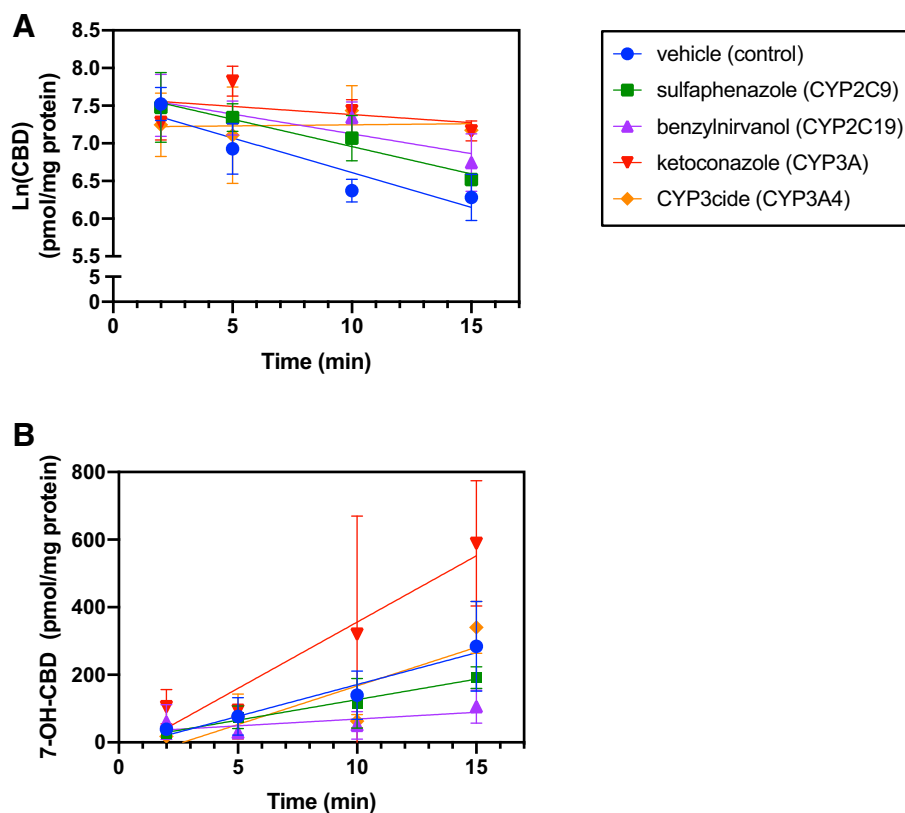 A
Ln(CBD)
(pmol/mg protein)
8.5
8.0
7.5
7.0
6.5
6.0
5.5
5
0
0 5 10 15
Time (min)
vehicle (control)
sulfaphenazole (CYP2C9)
benzylnirvanol (CYP2C19)
ketoconazole (CYP3A)
CYP3cide (CYP3A4)
B
7-OH-CBD (pmol/mg protein)
800
600
400
200
0
0 5 10 15
Time (min)